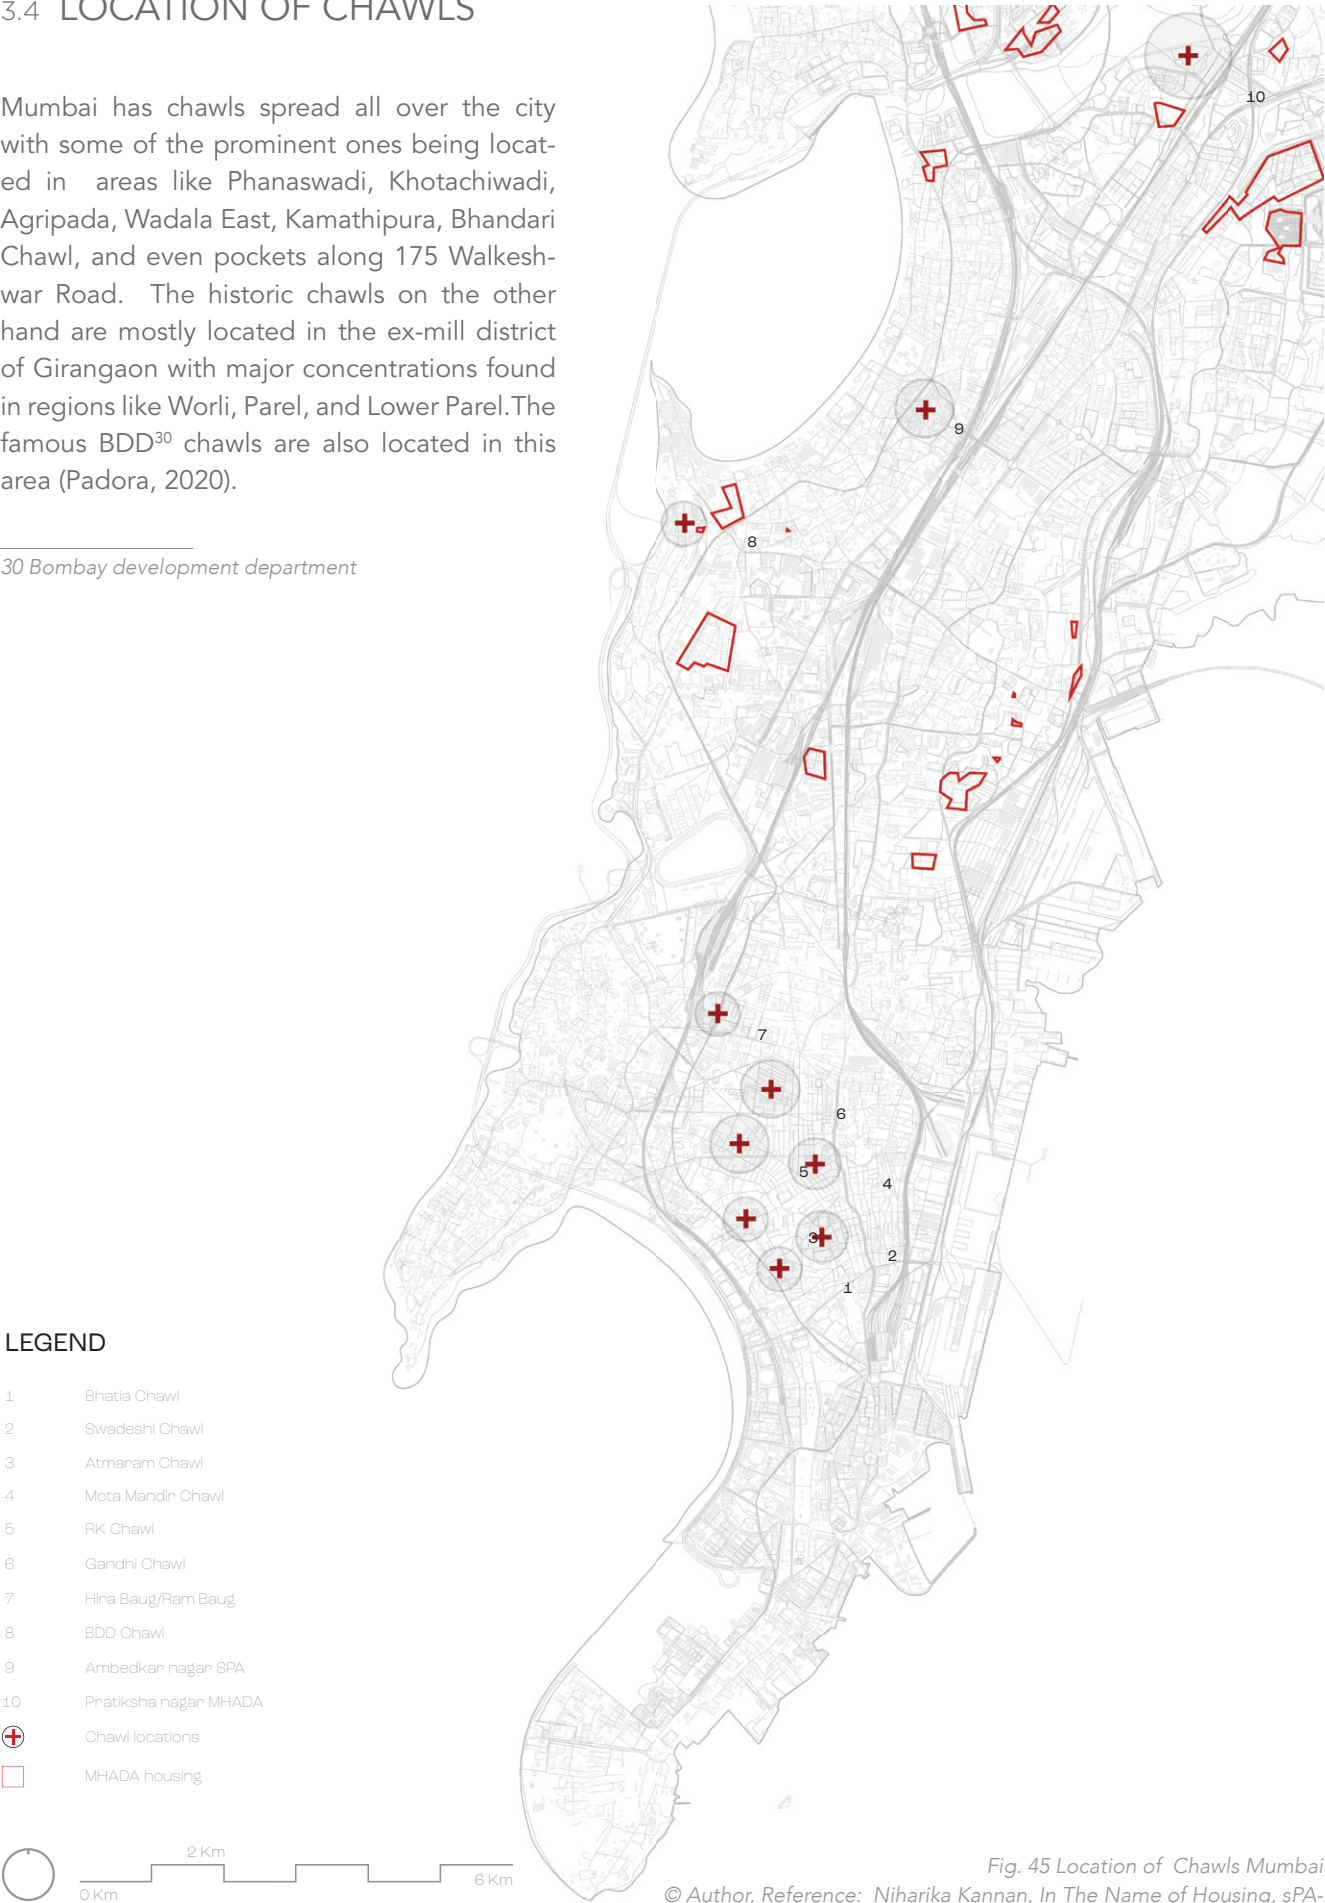 3.4 LOCATION OF CHAWLS
Mumbai has chawls spread all over the city
with some of the prominent ones being locat-
ed in areas like Phanaswadi, Khotachiwadi,
Agripada, Wadala East, Kamathipura, Bhandari
Chawl, and even pockets along 175 Walkesh-
war Road. The historic chawls on the other
hand are mostly located in the ex-mill district
of Girangaon with major concentrations found
in regions like Worli, Parel, and Lower Parel.The
famous BDD30 chawls are also located in this
area (Padora, 2020).
30 Bombay development department
10
9
8
7
6
5
4
3
2
1
LEGEND
1 Bhatia Chawl
2 Swadeshi Chawl
3 Atmaram Chawl
4 Mota Mandir Chawl
5 RK Chawl
6 Gandhi Chawl
7 Hira Baug/Ram Baug
8 BDD Chawl
9 Ambedkar nagar SPA
10 Pratiksha nagar MHADA
Chawl locations
MHADA housing
2 Km
0 Km
6 Km
Fig. 45 Location of Chawls Mumbai
© Author, Reference: Niharika Kannan, In The Name of Housing, sPA-